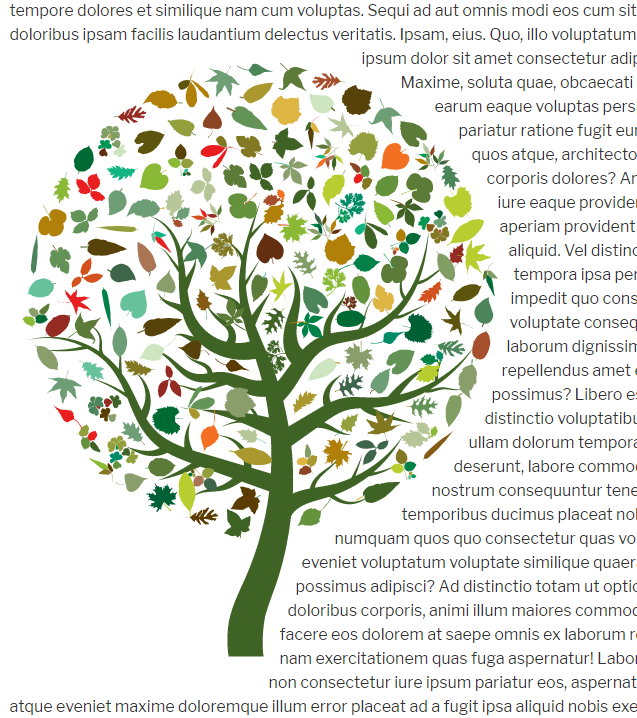 tempore dolores et similique nam cum voluptas. Sequi ad aut omnis modi eos cum sit
doloribus ipsam facilis laudantium delectus veritatis. Ipsam, eius. Quo, illo voluptatum
ipsum dolor sit amet consectetur adip
Maxime, soluta quae, obcaecati
earum eaque voluptas pers
pariatur ratione fugit eu
quos atque, architecto
corporis dolores? Ar
iure eaque provider
aperiam provident
aliquid. Vel distinc
tempora ipsa per
impedit quo cons
voluptate conseq
laborum dignissim
repellendus amet e
possimus? Libero es
distinctio voluptatibu
ullam dolorum tempora
deserunt, labore commod
nostrum consequuntur tene
temporibus ducimus placeat nob
numquam quos quo consectetur quas vo
eveniet voluptatum voluptate similique quaera
possimus adipisci? Ad distinctio totam ut optio
doloribus corporis, animi illum maiores commod
facere eos dolorem at saepe omnis ex laborum r
nam exercitationem quas fuga aspernatur! Labor
non consectetur iure ipsum pariatur eos, aspernat
atque eveniet maxime doloremque illum error placeat ad a fugit ipsa aliquid nobis exe